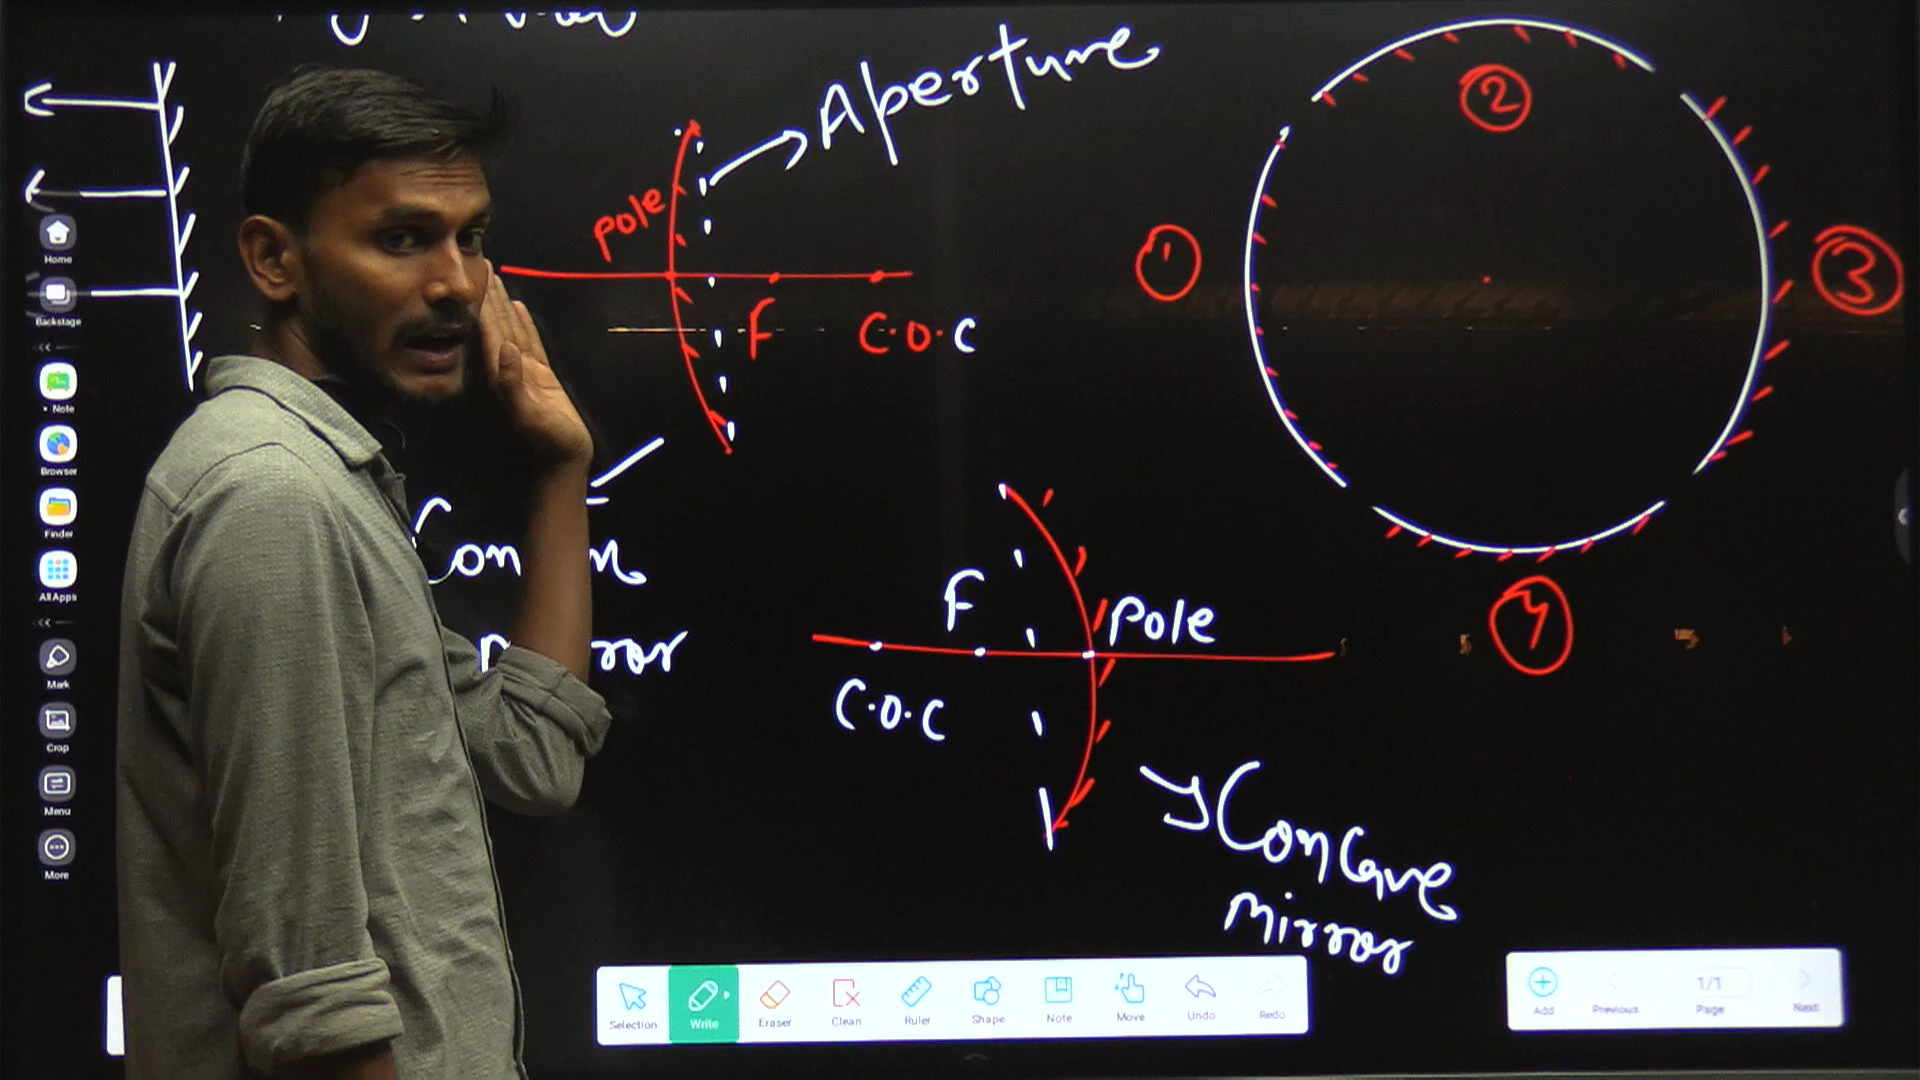 Aperture
②
pole
①
③
F
C.O.C
F
pole
④
C.O.C
Concave
mirror
Home
Backstage
Note
Browser
Finder
All Apps
Mark
Crop
Menu
More
Selection
Write
Eraser
Clean
Ruler
Shape
Note
Move
Undo
Redo
Add
Previous
1/1
Page
Next